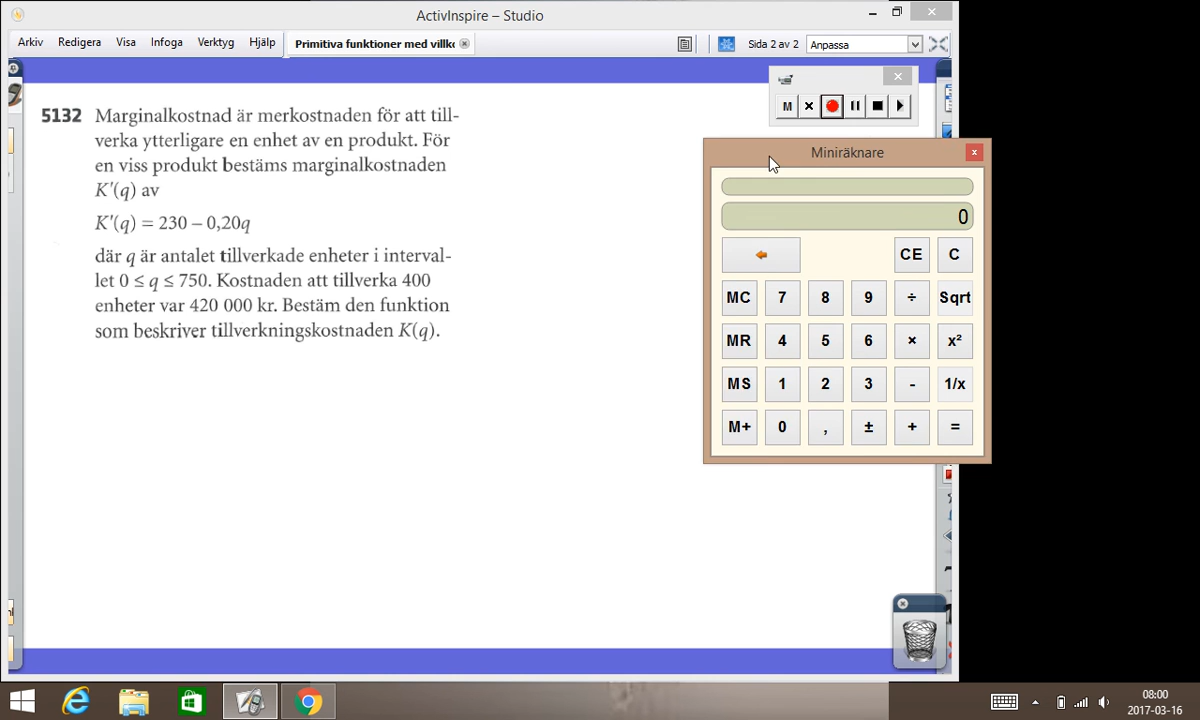 ActivInspire – Studio
Arkiv Redigera Visa Infoga Verktyg Hjälp Primitiva funktioner med villko Sida 2 av 2 Anpassa
5132 Marginalkostnad är merkostnaden för att till-
verka ytterligare en enhet av en produkt. För
en viss produkt bestäms marginalkostnaden
K'(q) av
K'(q) = 230 – 0,20q
där q är antalet tillverkade enheter i interval-
let 0 ≤ q ≤ 750. Kostnaden att tillverka 400
enheter var 420 000 kr. Bestäm den funktion
som beskriver tillverkningskostnaden K(q).
M
Miniräknare
0
CE C
MC 7 8 9 ÷ Sqrt
MR 4 5 6 × x²
MS 1 2 3 - 1/x
M+ 0 , ± + =
08:00
2017-03-16